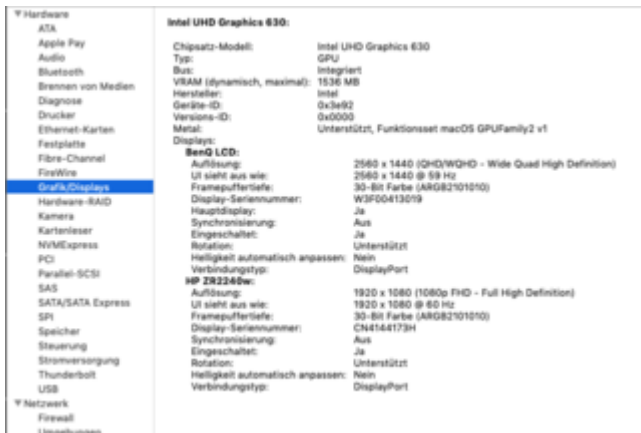 Hardware
ATA
Apple Pay
Audio
Bluetooth
Brennen von Medien
Diagnose
Drucker
Ethernet-Karten
Festplatte
Fibre-Channel
FireWire
Grafik/Displays
Hardware-RAID
Kamera
Kartenleser
NVMExpress
PCI
Parallel-SCSI
SAS
SATA/SATA Express
SPI
Speicher
Steuerung
Stromversorgung
Thunderbolt
USB
Netzwerk
Firewall
Umgebungen
Intel UHD Graphics 630:
Chipsatz-Modell: Intel UHD Graphics 630
Typ: GPU
Bus: Integriert
VRAM (dynamisch, maximal): 1536 MB
Hersteller: Intel
Geräte-ID: 0x3e92
Versions-ID: 0x0000
Metal: Unterstützt, Funktionsset macOS GPUFamily2 v1
Displays:
BenQ LCD:
Auflösung: 2560 x 1440 (QHD/WQHD - Wide Quad High Definition)
UI sieht aus wie: 2560 x 1440 @ 59 Hz
Framepuffertiefe: 30-Bit Farbe (ARGB2101010)
Display-Seriennummer: W3F00413019
Hauptdisplay: Ja
Synchronisierung: Aus
Eingeschaltet: Ja
Rotation: Unterstützt
Helligkeit automatisch anpassen: Nein
Verbindungstyp: DisplayPort
HP ZR2240w:
Auflösung: 1920 x 1080 (1080p FHD - Full High Definition)
UI sieht aus wie: 1920 x 1080 @ 60 Hz
Framepuffertiefe: 30-Bit Farbe (ARGB2101010)
Display-Seriennummer: CN4144173H
Synchronisierung: Aus
Eingeschaltet: Ja
Rotation: Unterstützt
Helligkeit automatisch anpassen: Nein
Verbindungstyp: DisplayPort